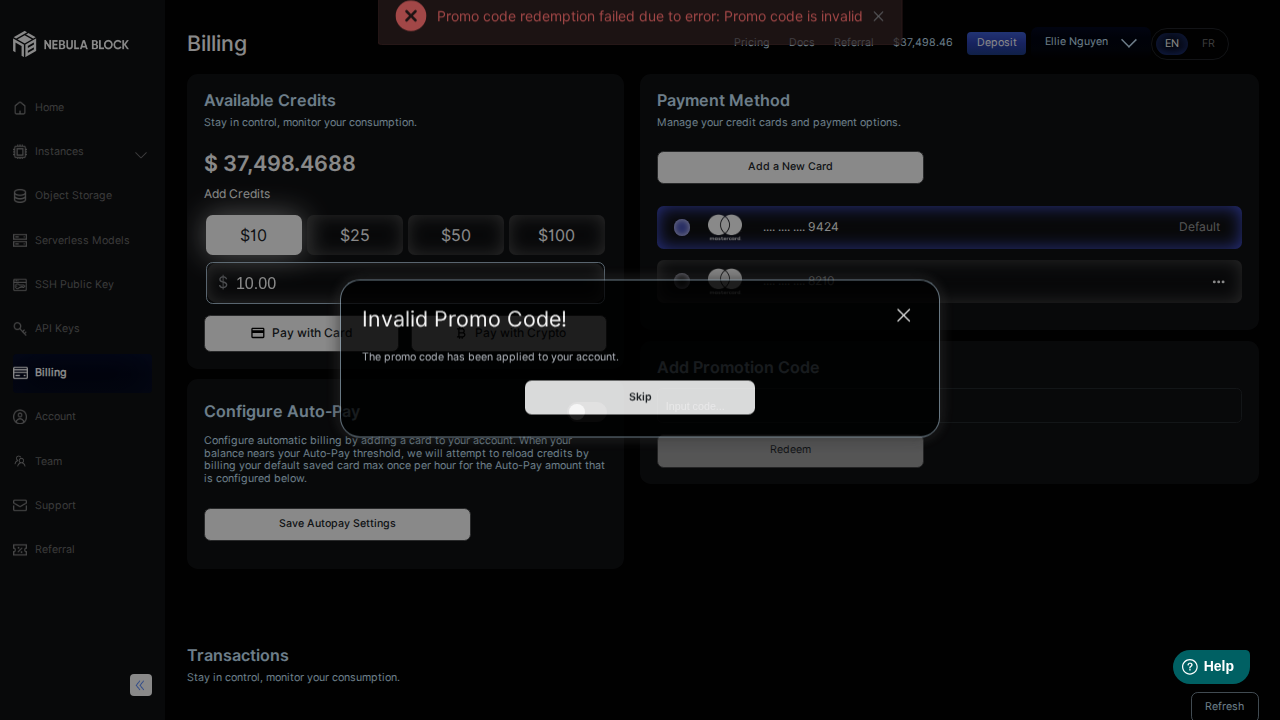 Promo code redemption failed due to error: Promo code is invalid
NEBULA BLOCK
Billing
Pricing
Docs
Referral
$37,498.46
Deposit
Ellie Nguyen
EN
FR
Home
Instances
Object Storage
Serverless Models
SSH Public Key
API Keys
Billing
Account
Team
Support
Referral
Available Credits
Stay in control, monitor your consumption.
$ 37,498.4688
Add Credits
$10
$25
$50
$100
$ 10.00
Pay with Card
Pay with Crypto
Payment Method
Manage your credit cards and payment options.
Add a New Card
mastercard
.... .... .... 9424
Default
mastercard
.... .... .... 9310
Invalid Promo Code!
The promo code has been applied to your account.
Skip
Add Promotion Code
Input code...
Redeem
Configure Auto-Pay
Configure automatic billing by adding a card to your account. When your
balance nears your Auto-Pay threshold, we will attempt to reload credits by
billing your default saved card max once per hour for the Auto-Pay amount that
is configured below.
Save Autopay Settings
Transactions
Stay in control, monitor your consumption.
Help
Refresh